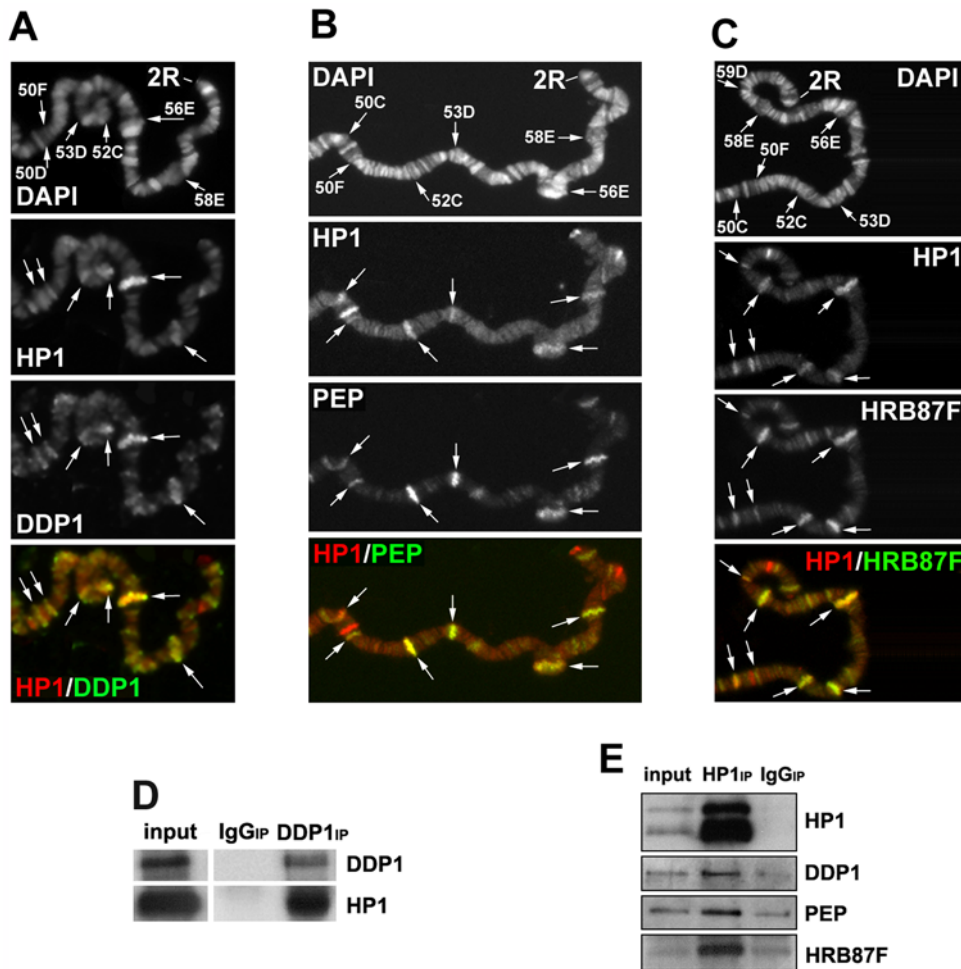 A
2R
50F
56E
53D
52C
50D
58E
DAPI
HP1
DDP1
HP1/DDP1
B
DAPI
2R
50C
53D
58E
50F
52C
56E
HP1
PEP
HP1/PEP
C
59D
2R
DAPI
58E
56E
50F
50C
52C
53D
HP1
HRB87F
HP1/HRB87F
D
input IgGIP DDP1IP
DDP1
HP1
E
input HP1IP IgGIP
HP1
DDP1
PEP
HRB87F